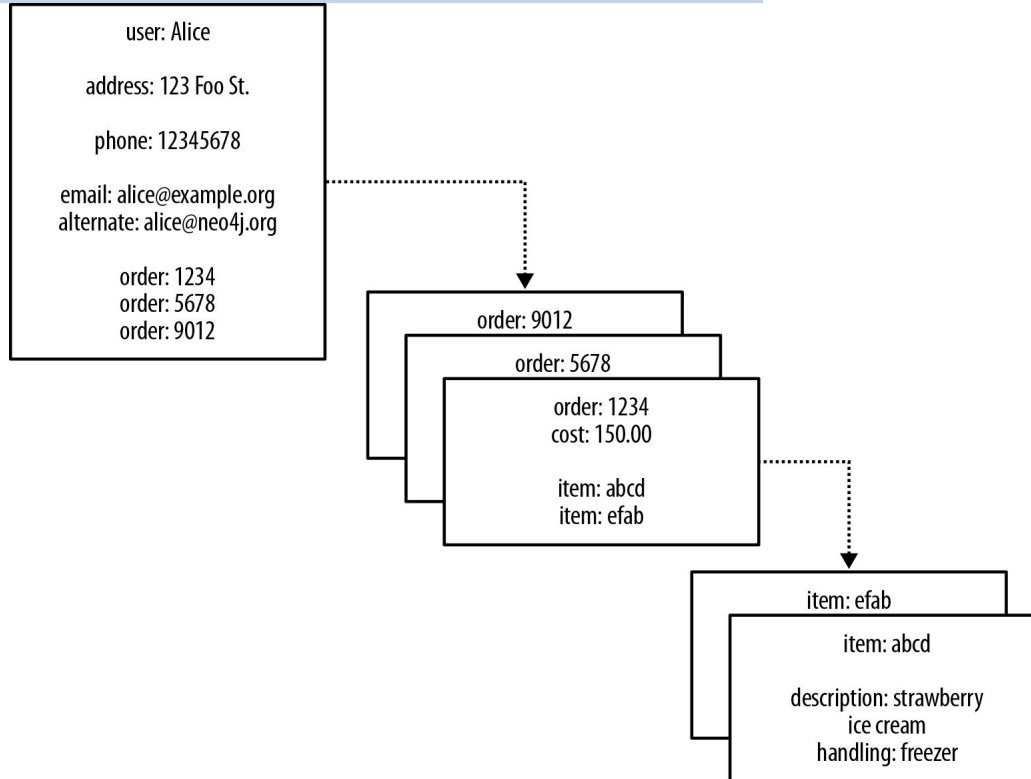 user: Alice
address: 123 Foo St.
phone: 12345678
email: alice@example.org
alternate: alice@neo4j.org
order: 1234
order: 5678
order: 9012
order: 9012
order: 5678
order: 1234
cost: 150.00
item: abcd
item: efab
item: efab
item: abcd
description: strawberry
ice cream
handling: freezer